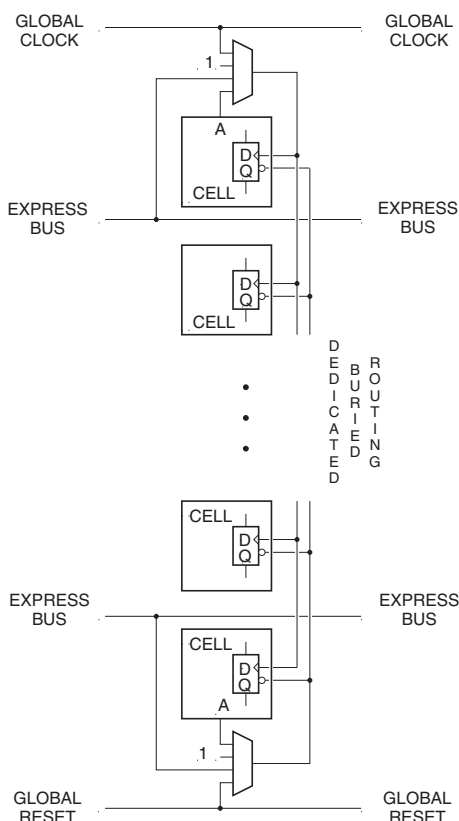 GLOBAL
CLOCK
GLOBAL
CLOCK
1
A
D
Q
CELL
EXPRESS
BUS
EXPRESS
BUS
D
Q
CELL
DEDICATED
BURIED
ROUTING
CELL
D
Q
EXPRESS
BUS
EXPRESS
BUS
CELL
D
Q
A
1
GLOBAL
RESET
GLOBAL
RESET